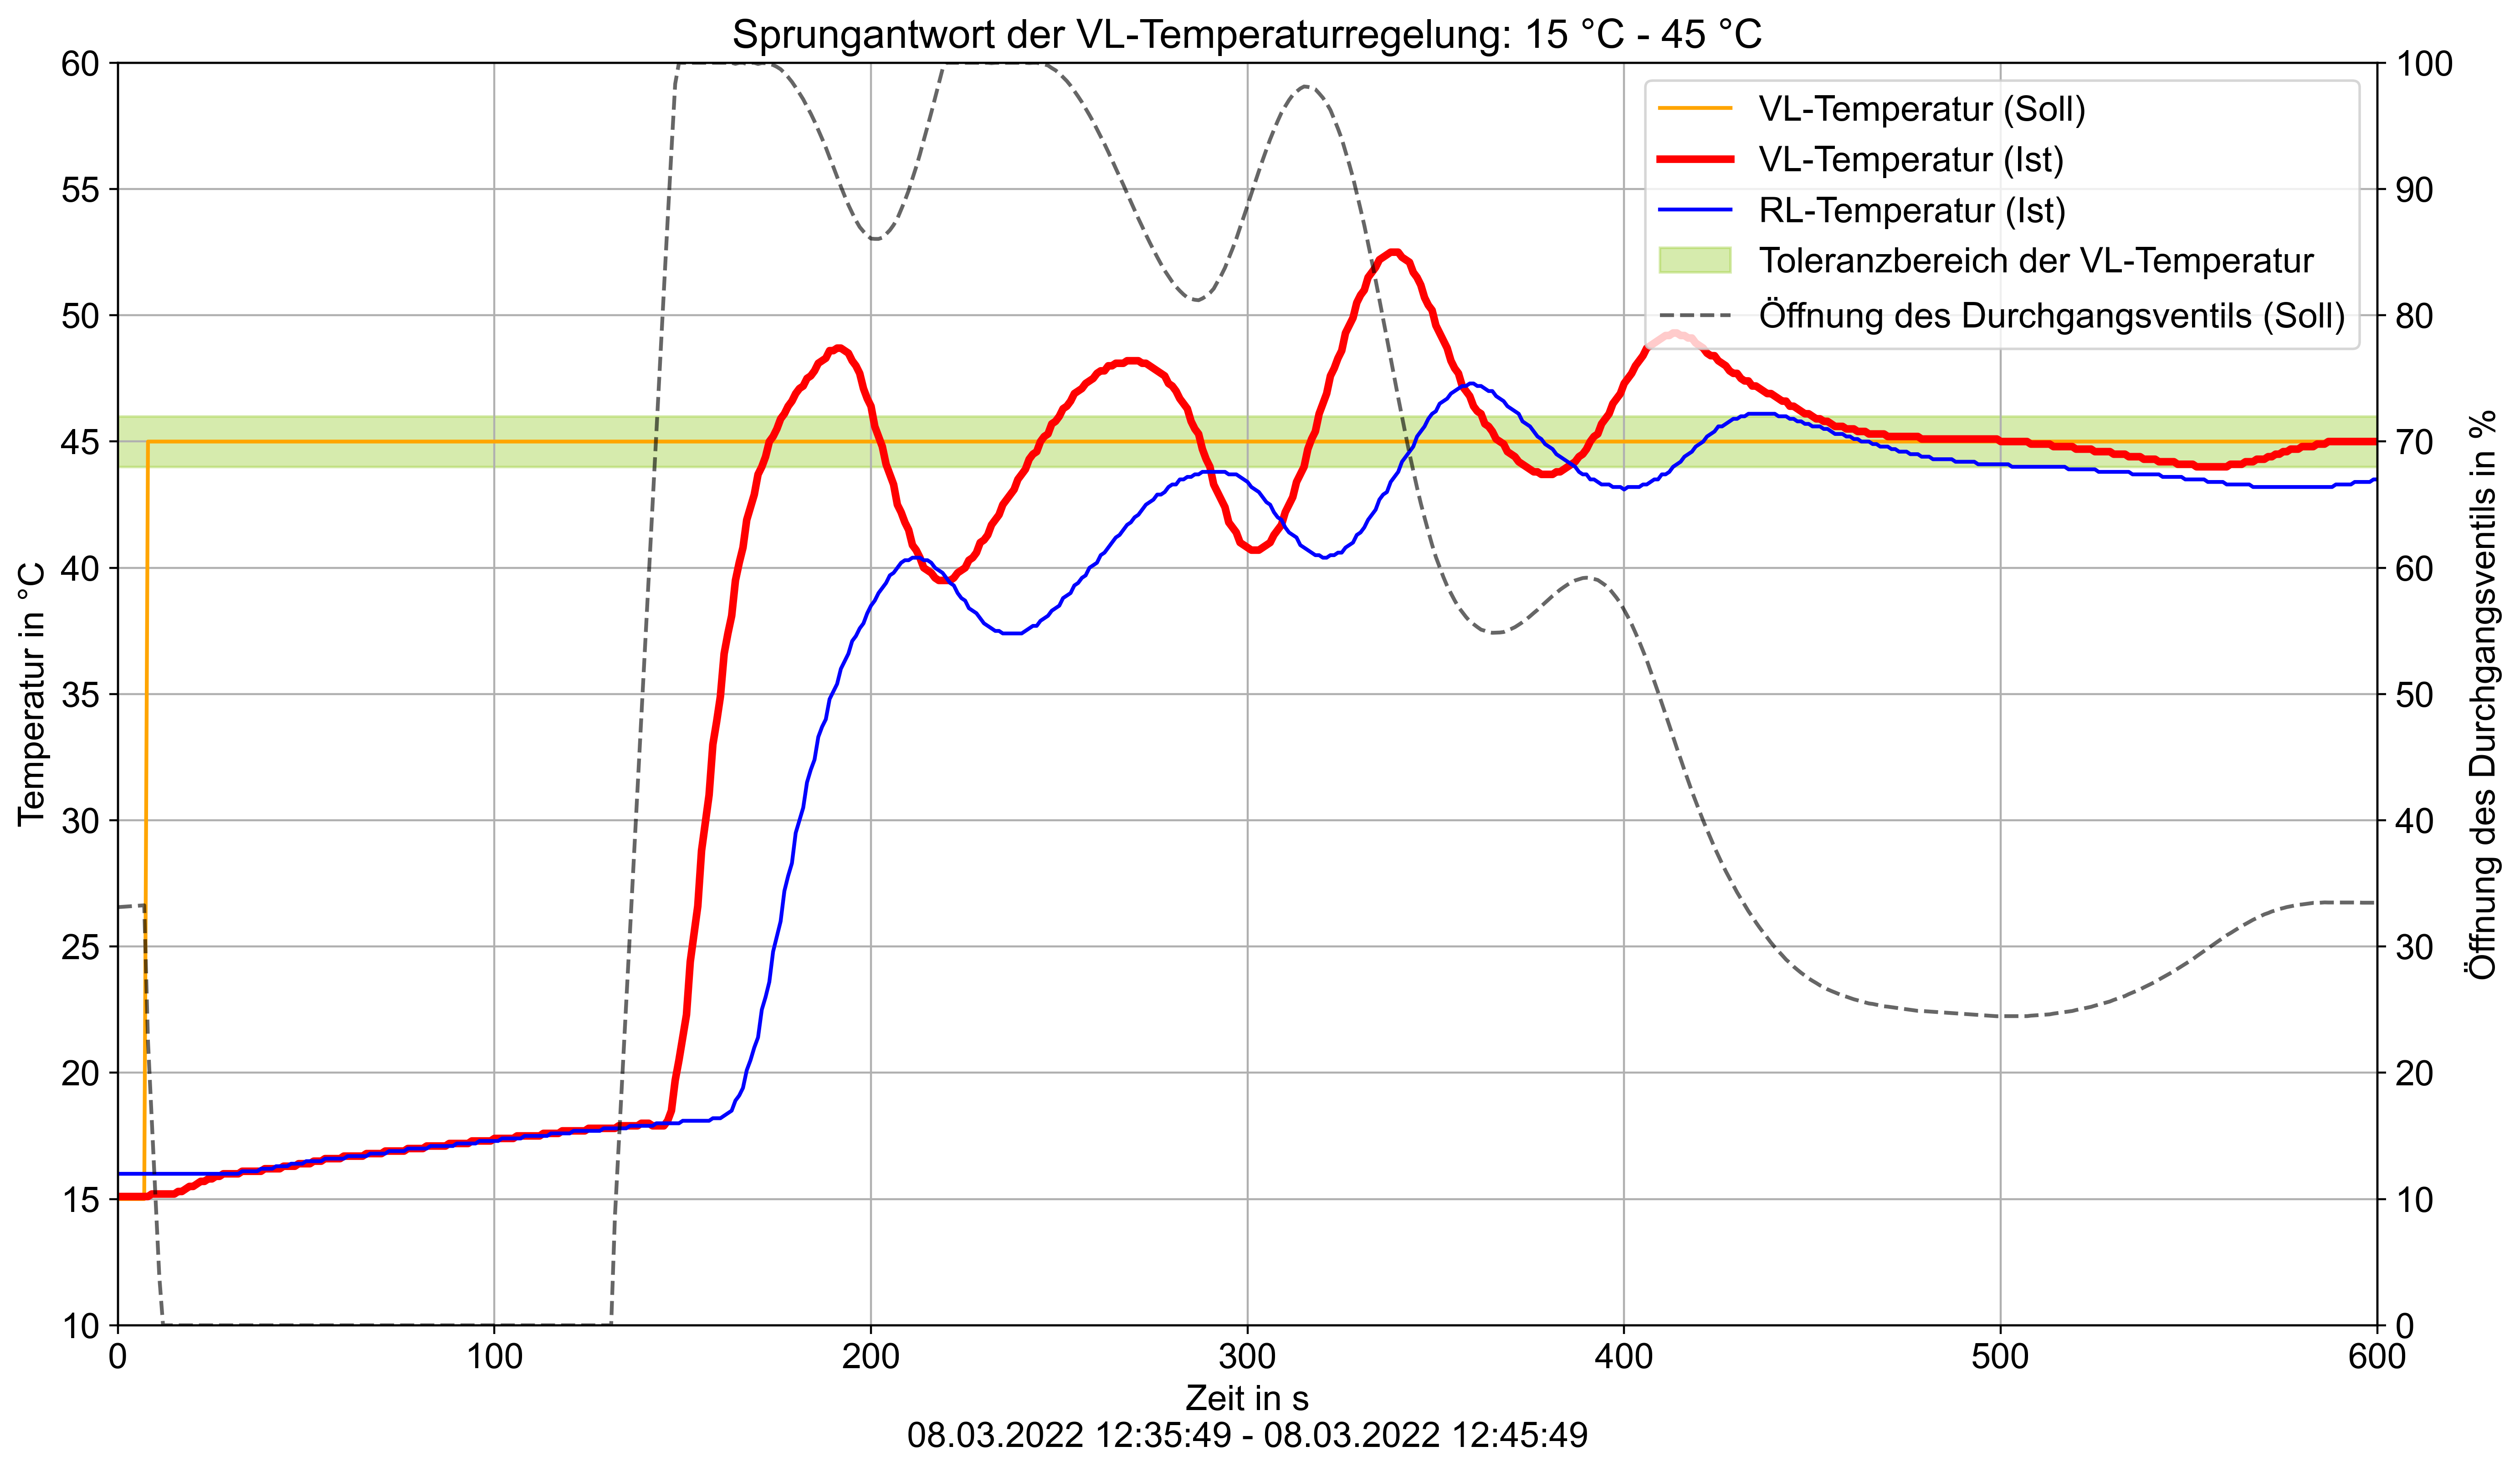 Sprungantwort der VL-Temperaturregelung: 15 °C - 45 °C
VL-Temperatur (Soll)
VL-Temperatur (Ist)
RL-Temperatur (Ist)
Toleranzbereich der VL-Temperatur
Öffnung des Durchgangsventils (Soll)
Temperatur in °C
60
55
50
45
40
35
30
25
20
15
10
100
90
80
70
60
50
40
30
20
10
0
Öffnung des Durchgangsventils in %
0 100 200 300 400 500 600
Zeit in s
08.03.2022 12:35:49 - 08.03.2022 12:45:49